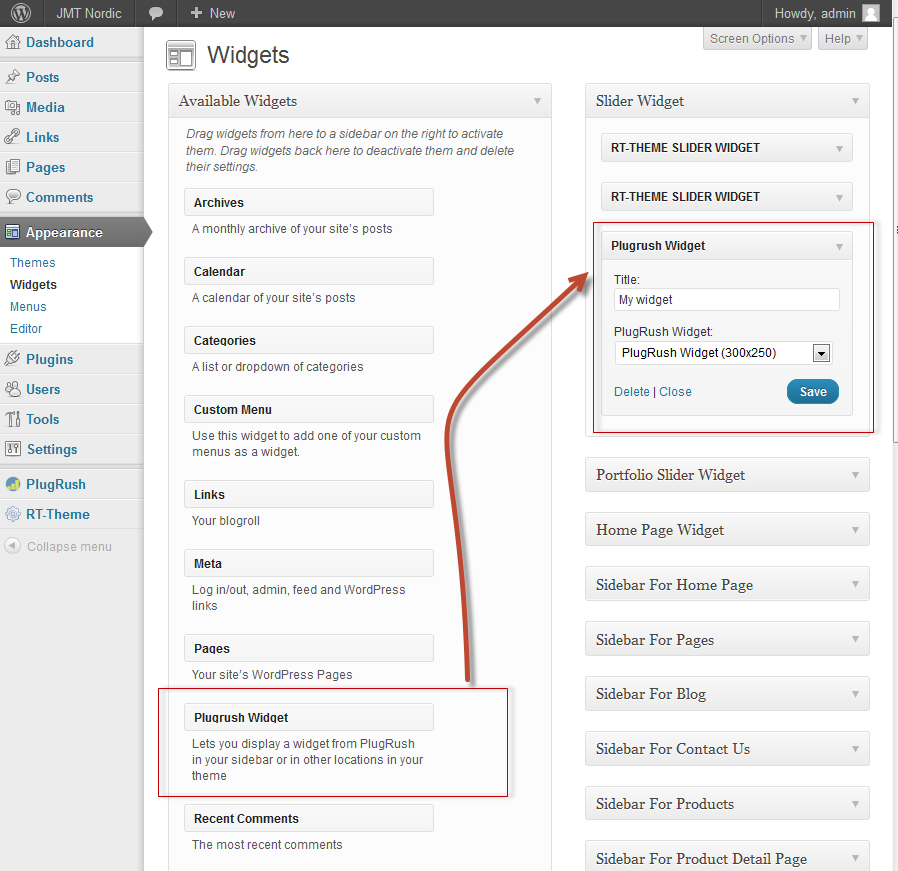 JMT Nordic
New
Howdy, admin
Dashboard
Posts
Media
Links
Pages
Comments
Appearance
Themes
Widgets
Menus
Editor
Plugins
Users
Tools
Settings
PlugRush
RT-Theme
Collapse menu
Screen Options
Help
Widgets
Available Widgets
Drag widgets from here to a sidebar on the right to activate
them. Drag widgets back here to deactivate them and delete
their settings.
Archives
A monthly archive of your site's posts
Calendar
A calendar of your site's posts
Categories
A list or dropdown of categories
Custom Menu
Use this widget to add one of your custom
menus as a widget.
Links
Your blogroll
Meta
Log in/out, admin, feed and WordPress
links
Pages
Your site's WordPress Pages
Plugrush Widget
Lets you display a widget from PlugRush
in your sidebar or in other locations in your
theme
Recent Comments
The most recent comments
Slider Widget
RT-THEME SLIDER WIDGET
RT-THEME SLIDER WIDGET
Plugrush Widget
Title:
My widget
PlugRush Widget:
PlugRush Widget (300x250)
Delete | Close
Save
Portfolio Slider Widget
Home Page Widget
Sidebar For Home Page
Sidebar For Pages
Sidebar For Blog
Sidebar For Contact Us
Sidebar For Products
Sidebar For Product Detail Page